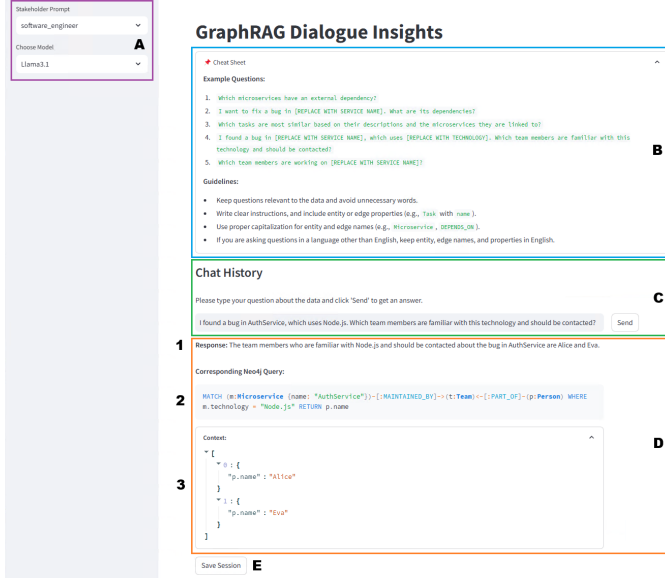 Stakeholder Prompt
software_engineer
A
Choose Model
Llama3.1
GraphRAG Dialogue Insights
Cheat Sheet
Example Questions:
1. Which microservices have an external dependency?
2. I want to fix a bug in [REPLACE WITH SERVICE NAME]. What are its dependencies?
3. Which tasks are most similar based on their descriptions and the microservices they are linked to?
4. I found a bug in [REPLACE WITH SERVICE NAME], which uses [REPLACE WITH TECHNOLOGY]. Which team members are familiar with this
technology and should be contacted?
B
5. Which team members are working on [REPLACE WITH SERVICE NAME]?
Guidelines:
• Keep questions relevant to the data and avoid unnecessary words.
• Write clear instructions, and include entity or edge properties (e.g., Task with name).
• Use proper capitalization for entity and edge names (e.g., Microservice, DEPENDS_ON).
• If you are asking questions in a language other than English, keep entity, edge names, and properties in English.
Chat History
Please type your question about the data and click 'Send' to get an answer.
C
I found a bug in AuthService, which uses Node.js. Which team members are familiar with this technology and should be contacted?
Send
1
Response: The team members who are familiar with Node.js and should be contacted about the bug in AuthService are Alice and Eva.
Corresponding Neo4j Query:
2
MATCH (m:Microservice {name: "AuthService"})-[:MAINTAINED_BY]->(t:Team)<-[:PART_OF]-(p:Person) WHERE
m.technology = "Node.js" RETURN p.name
Context:
D
[
0 : {
"p.name" : "Alice"
}
3
1 : {
"p.name" : "Eva"
}
]
Save Session
E